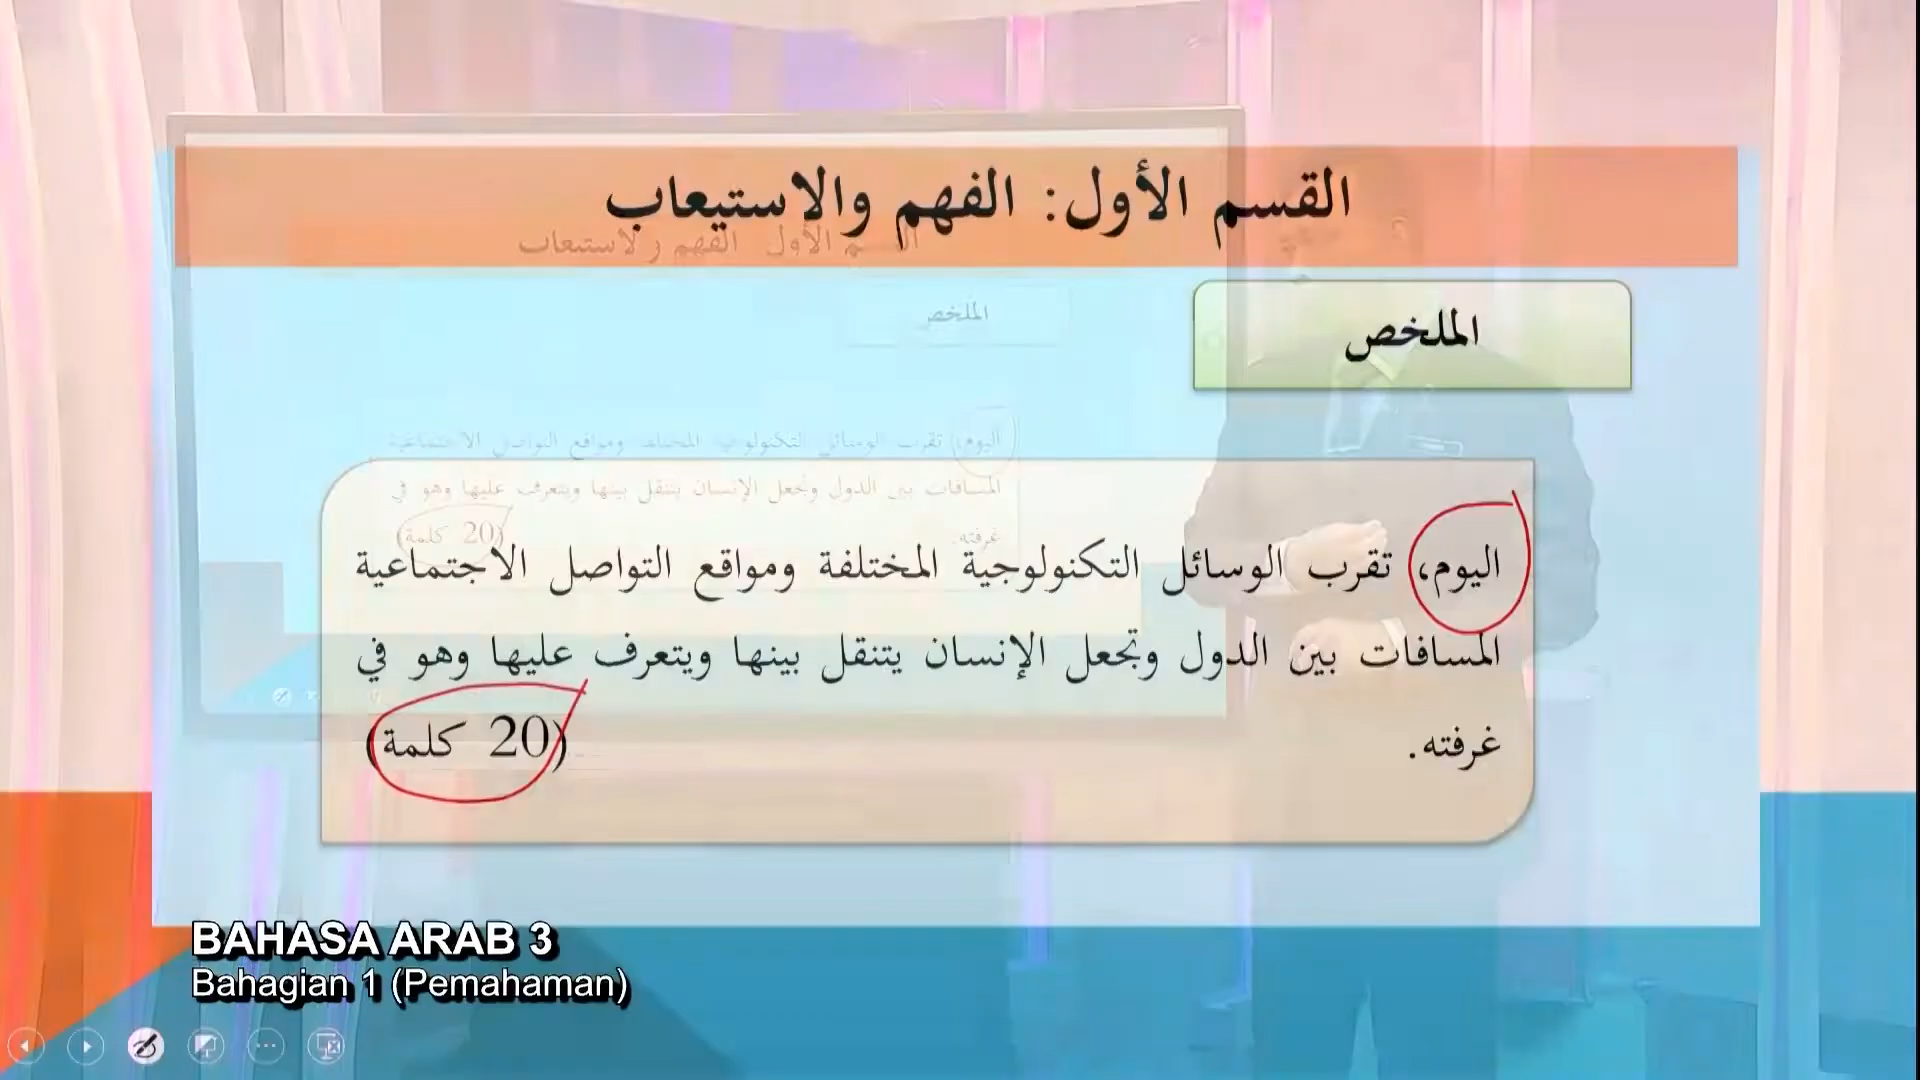 القسم الأول: الفهم والاستيعاب
الملخص
اليوم، تقرب الوسائل التكنولوجية المختلفة ومواقع التواصل الاجتماعية
المسافات بين الدول وتجعل الإنسان يتنقل بينها ويتعرف عليها وهو في
غرفته. (20 كلمة)
BAHASA ARAB 3
Bahagian 1 (Pemahaman)